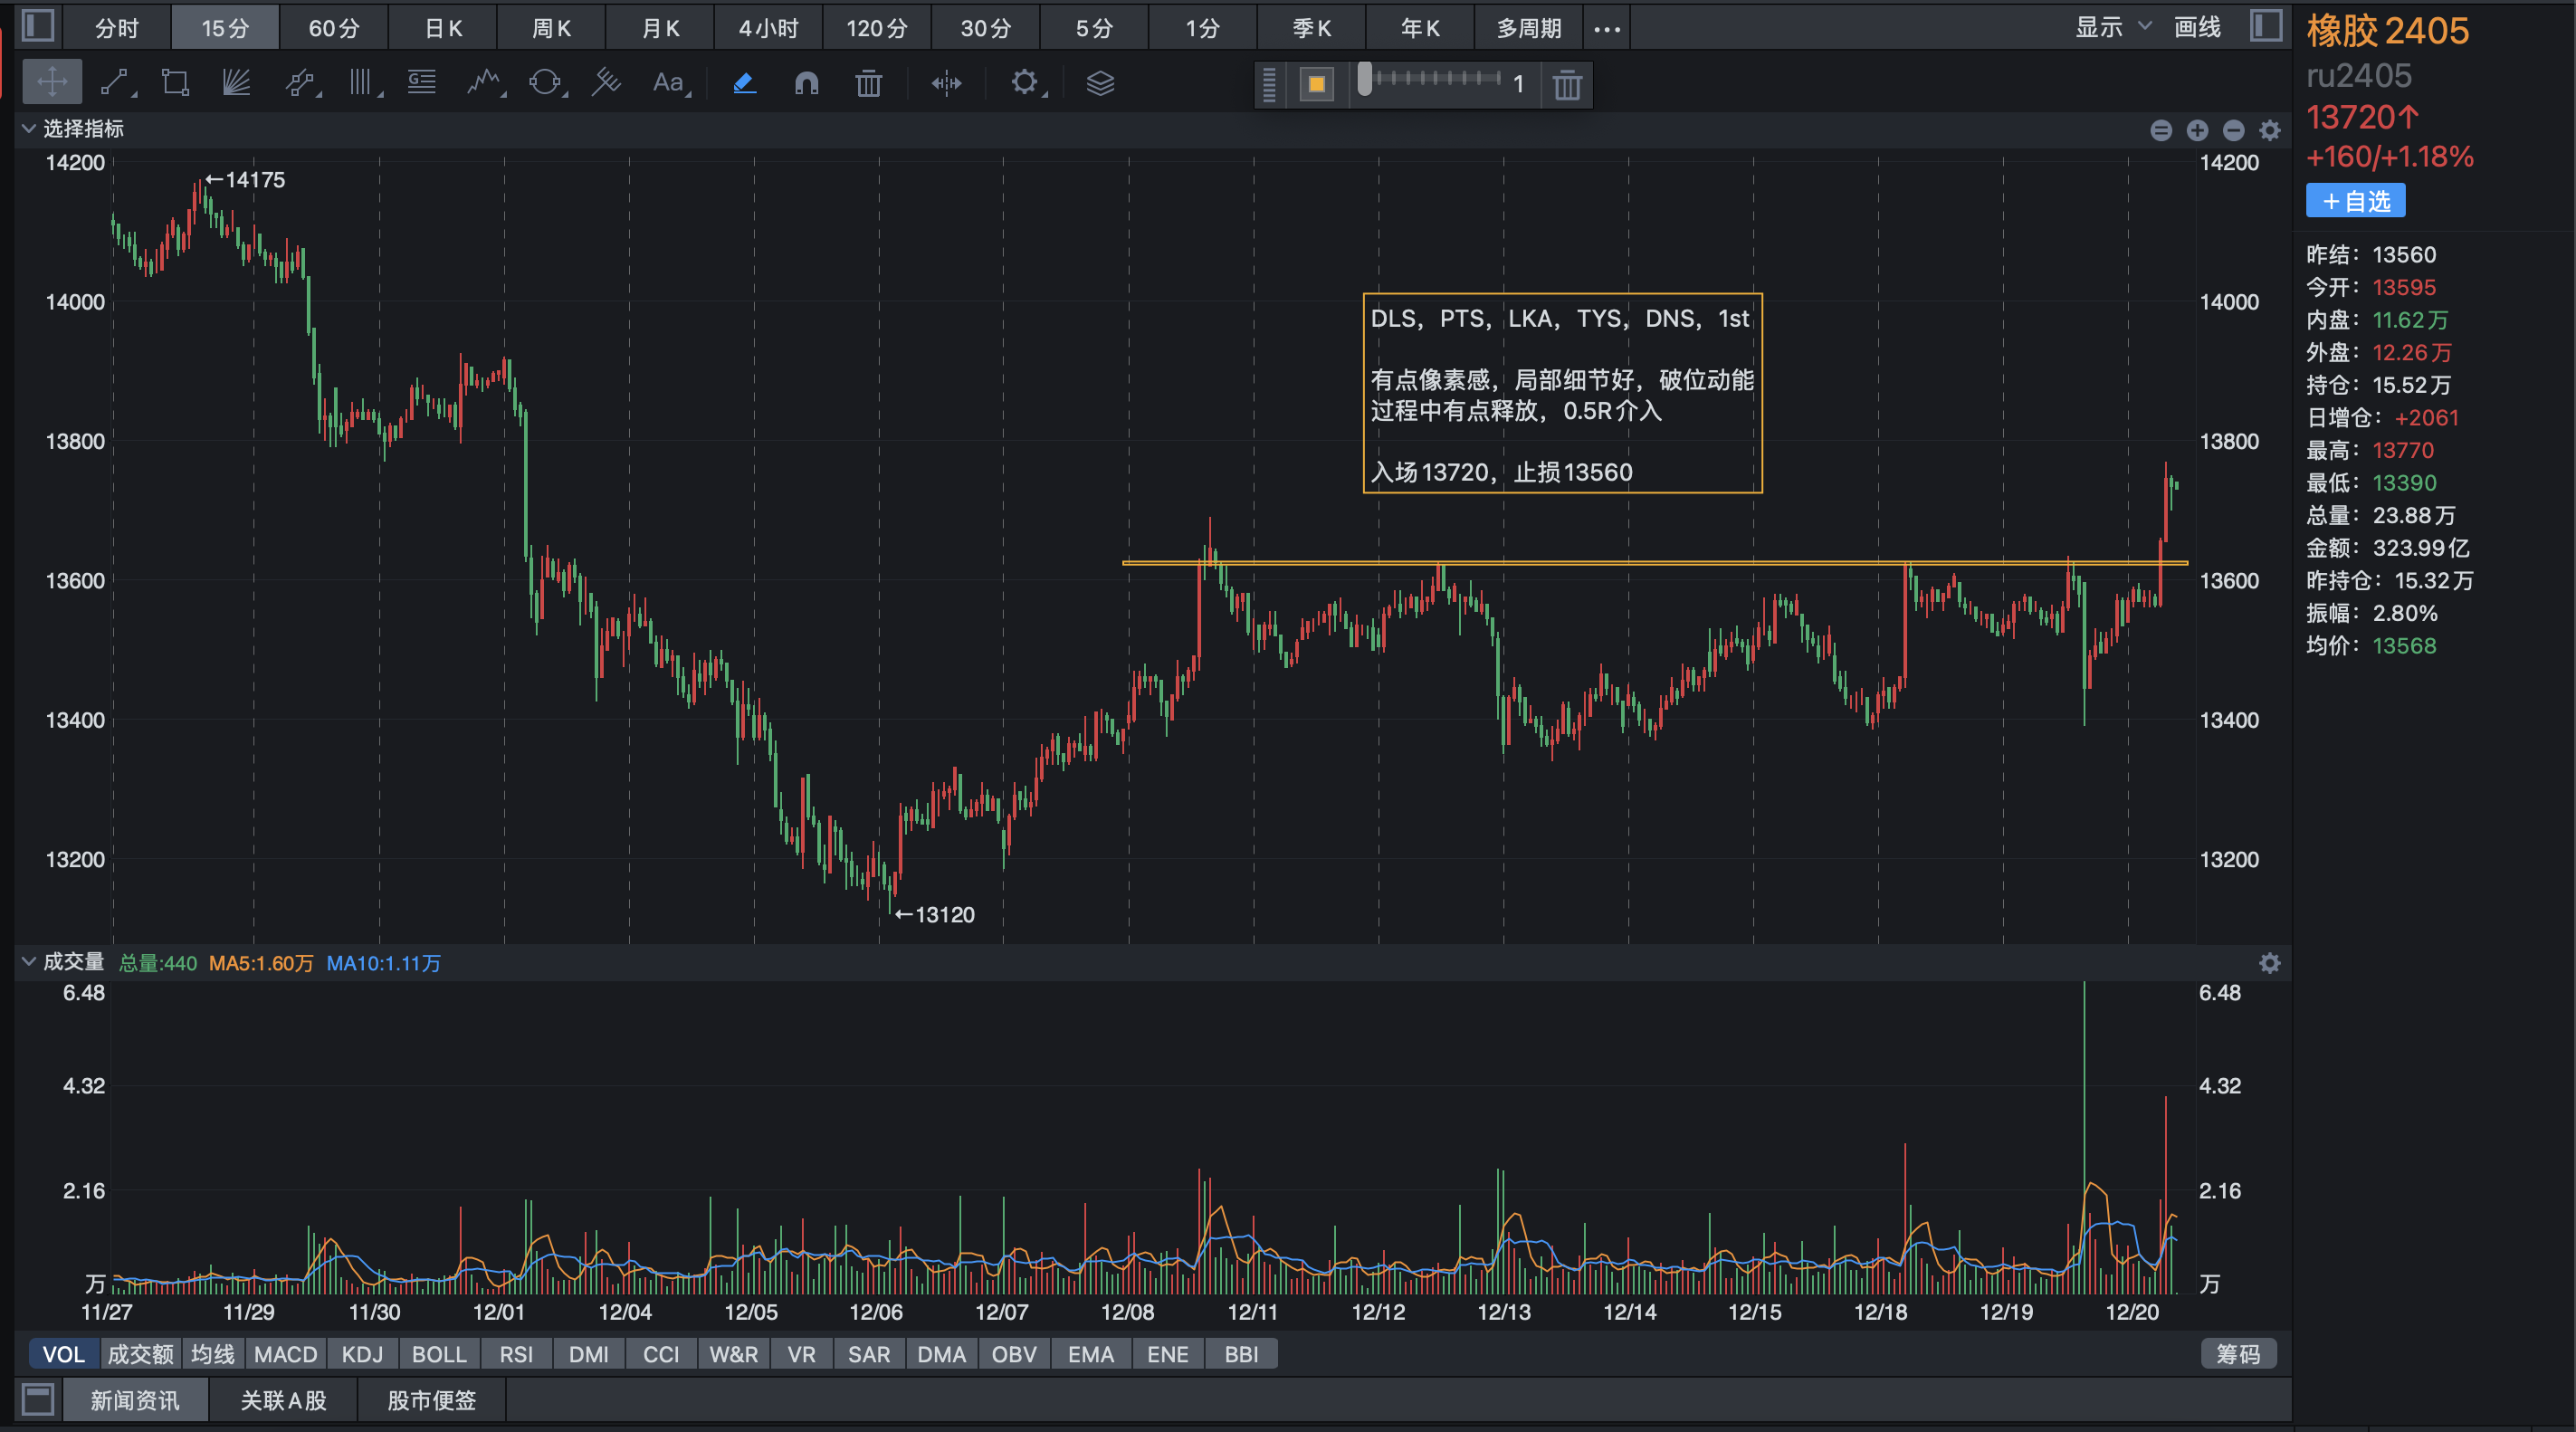 分时 15分 60分 日K 周K 月K 4小时 120分 30分 5分 1分 季K 年K 多周期 ••• 显示 画线
Aa 1
选择指标
14200 14200
←14175
14000 14000
13800 13800
13600 13600
13400 13400
13200 13200
←13120
DLS，PTS，LKA，TYS，DNS，1st
有点像素感，局部细节好，破位动能
过程中有点释放，0.5R介入
入场13720，止损13560
成交量 总量:440 MA5:1.60万 MA10:1.11万
6.48 6.48
4.32 4.32
2.16 2.16
万 万
11/27 11/29 11/30 12/01 12/04 12/05 12/06 12/07 12/08 12/11 12/12 12/13 12/14 12/15 12/18 12/19 12/20
VOL 成交额 均线 MACD KDJ BOLL RSI DMI CCI W&R VR SAR DMA OBV EMA ENE BBI 筹码
新闻资讯 关联A股 股市便签
橡胶2405
ru2405
13720↑
+160/+1.18%
＋自选
昨结：13560
今开：13595
内盘：11.62万
外盘：12.26万
持仓：15.52万
日增仓：+2061
最高：13770
最低：13390
总量：23.88万
金额：323.99亿
昨持仓：15.32万
振幅：2.80%
均价：13568